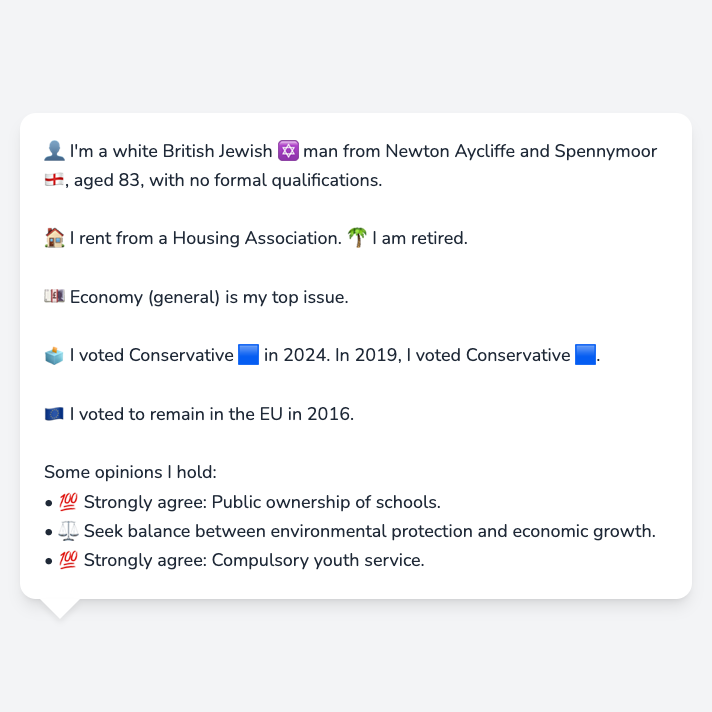 👤 I'm a white British Jewish ✡️ man from Newton Aycliffe and Spennymoor
🏴󠁧󠁢󠁥󠁮󠁧󠁿, aged 83, with no formal qualifications.
🏠 I rent from a Housing Association. 🌴 I am retired.
💷 Economy (general) is my top issue.
🗳️ I voted Conservative 🟦 in 2024. In 2019, I voted Conservative 🟦.
🇪🇺 I voted to remain in the EU in 2016.
Some opinions I hold:
• 💯 Strongly agree: Public ownership of schools.
• ⚖️ Seek balance between environmental protection and economic growth.
• 💯 Strongly agree: Compulsory youth service.